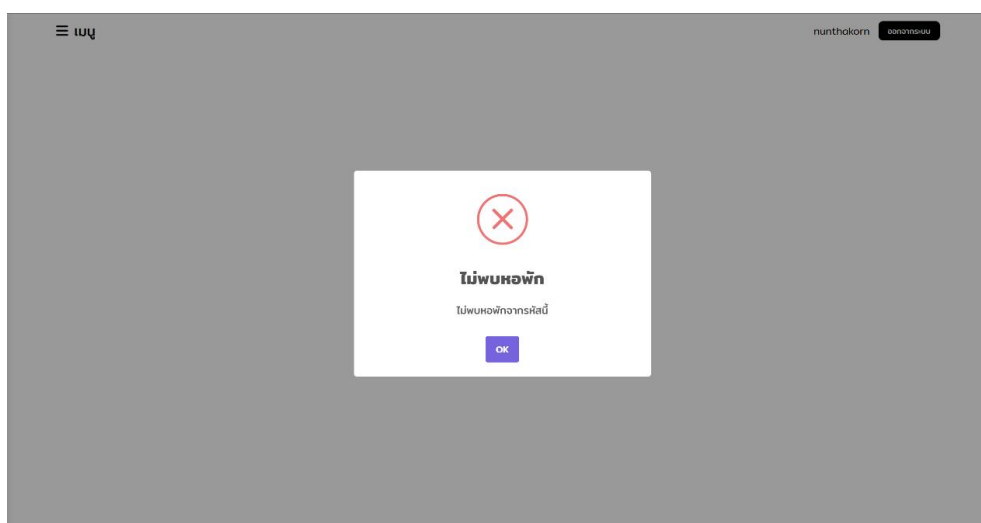 เมนู
nunthakorn ออกจากระบบ
ไม่พบหอพัก
ไม่พบหอพักจากรหัสนี้
OK